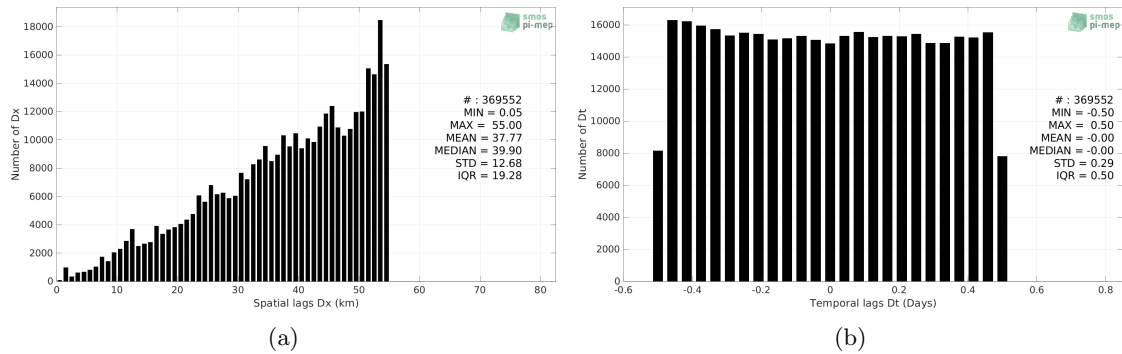 18000
16000
14000
12000
10000
8000
6000
4000
2000
0
Number of Dx
smos
pi-mep
# : 369552
MIN = 0.05
MAX = 55.00
MEAN = 37.77
MEDIAN = 39.90
STD = 12.68
IQR = 19.28
0 10 20 30 40 50 60 70 80
Spatial lags Dx (km)
(a)
16000
14000
12000
10000
8000
6000
4000
2000
0
Number of Dt
smos
pi-mep
# : 369552
MIN = -0.50
MAX = 0.50
MEAN = -0.00
MEDIAN = -0.00
STD = 0.29
IQR = 0.50
-0.6 -0.4 -0.2 0 0.2 0.4 0.6 0.8
Temporal lags Dt (Days)
(b)